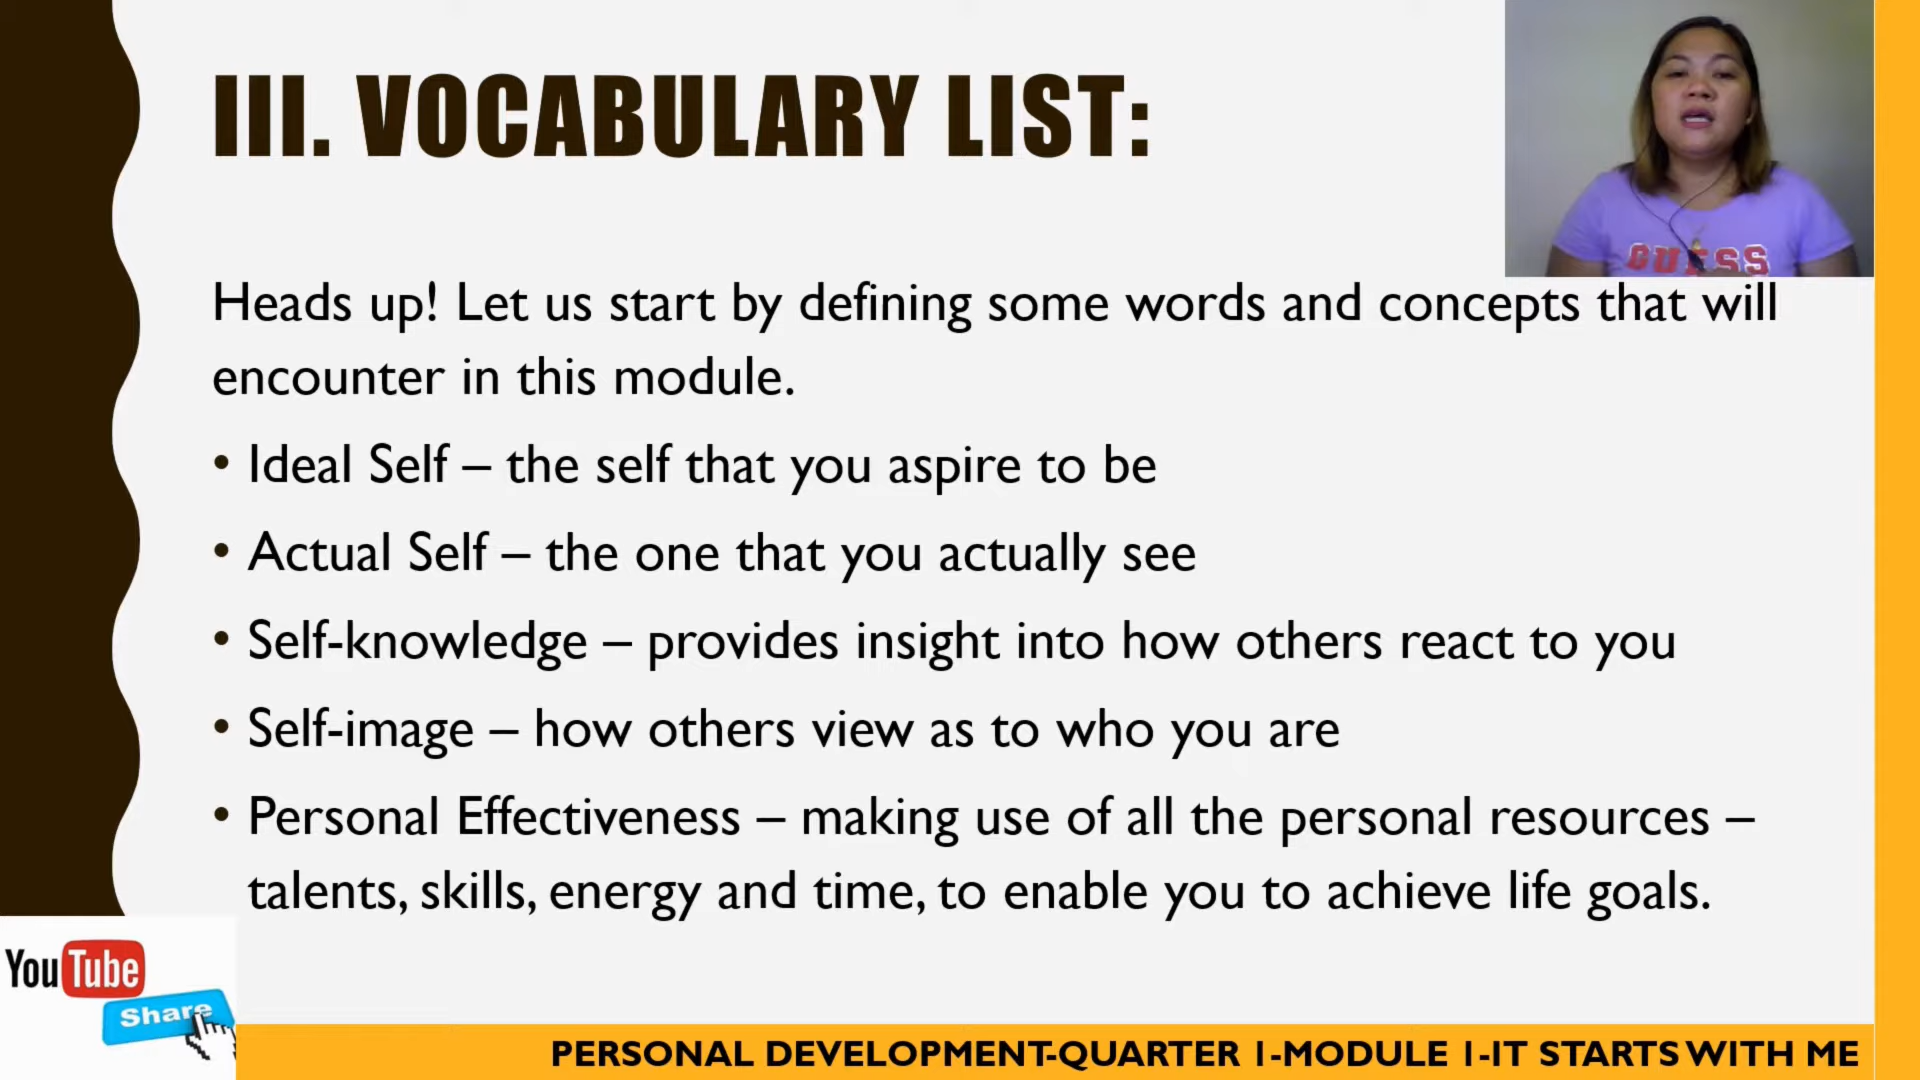 III. VOCABULARY LIST:
GUESS
Heads up! Let us start by defining some words and concepts that will
encounter in this module.
• Ideal Self – the self that you aspire to be
• Actual Self – the one that you actually see
• Self-knowledge – provides insight into how others react to you
• Self-image – how others view as to who you are
• Personal Effectiveness – making use of all the personal resources –
talents, skills, energy and time, to enable you to achieve life goals.
YouTube
Share
PERSONAL DEVELOPMENT-QUARTER 1-MODULE 1-IT STARTS WITH ME